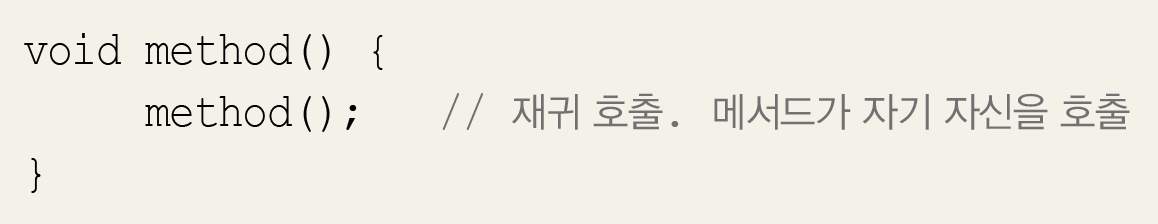 void method() {
    method();    // 재귀 호출. 메서드가 자기 자신을 호출
}